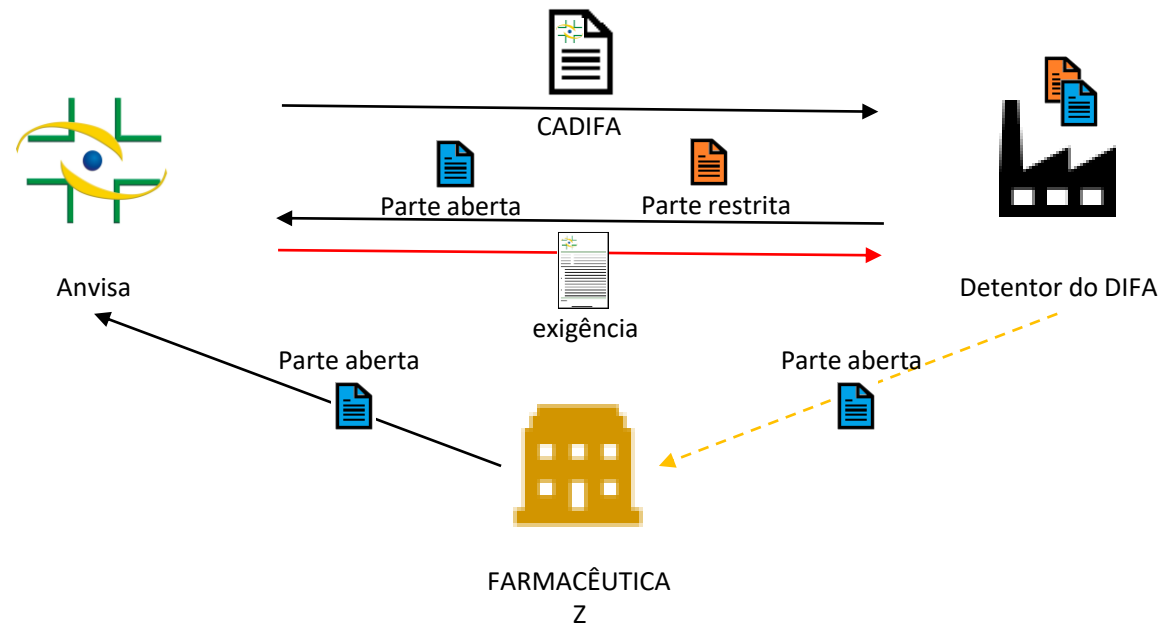 CADIFA
Parte aberta
Parte restrita
Anvisa
exigência
Detentor do DIFA
Parte aberta
Parte aberta
FARMACÊUTICA
Z